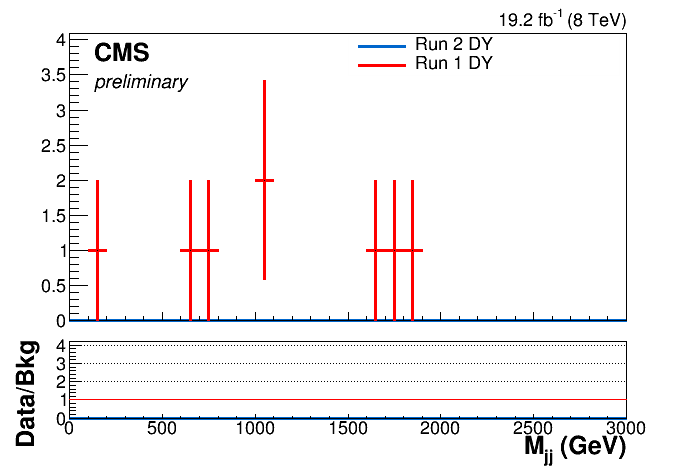 19.2 fb-1 (8 TeV)
CMS
preliminary
Run 2 DY
Run 1 DY
4
3.5
3
2.5
2
1.5
1
0.5
0
Data/Bkg
4
3
2
1
0
0 500 1000 1500 2000 2500 3000
Mjj (GeV)